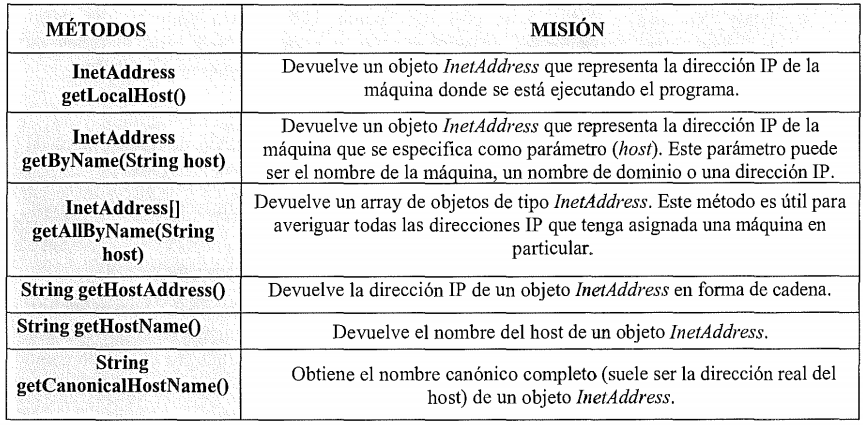 MÉTODOS
MISIÓN
InetAddress
getLocalHost()
Devuelve un objeto InetAddress que representa la dirección IP de la
máquina donde se está ejecutando el programa.
InetAddress
getByName(String host)
Devuelve un objeto InetAddress que representa la dirección IP de la
máquina que se especifica como parámetro (host). Este parámetro puede
ser el nombre de la máquina, un nombre de dominio o una dirección IP.
InetAddress[]
getAllByName(String
host)
Devuelve un array de objetos de tipo InetAddress. Este método es útil para
averiguar todas las direcciones IP que tenga asignada una máquina en
particular.
String getHostAddress()
Devuelve la dirección IP de un objeto InetAddress en forma de cadena.
String getHostName()
Devuelve el nombre del host de un objeto InetAddress.
String
getCanonicalHostName()
Obtiene el nombre canónico completo (suele ser la dirección real del
host) de un objeto InetAddress.